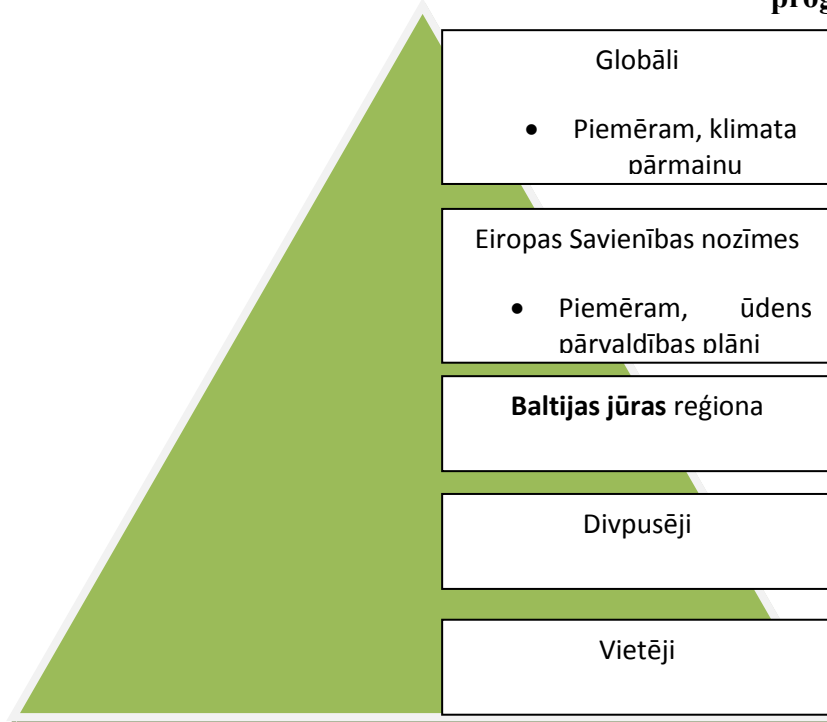 Globāli
• Piemēram, klimata
pārmaiņu
Eiropas Savienības nozīmes
• Piemēram, ūdens
pārvaldības plāni
Baltijas jūras reģiona
Divpusēji
Vietēji